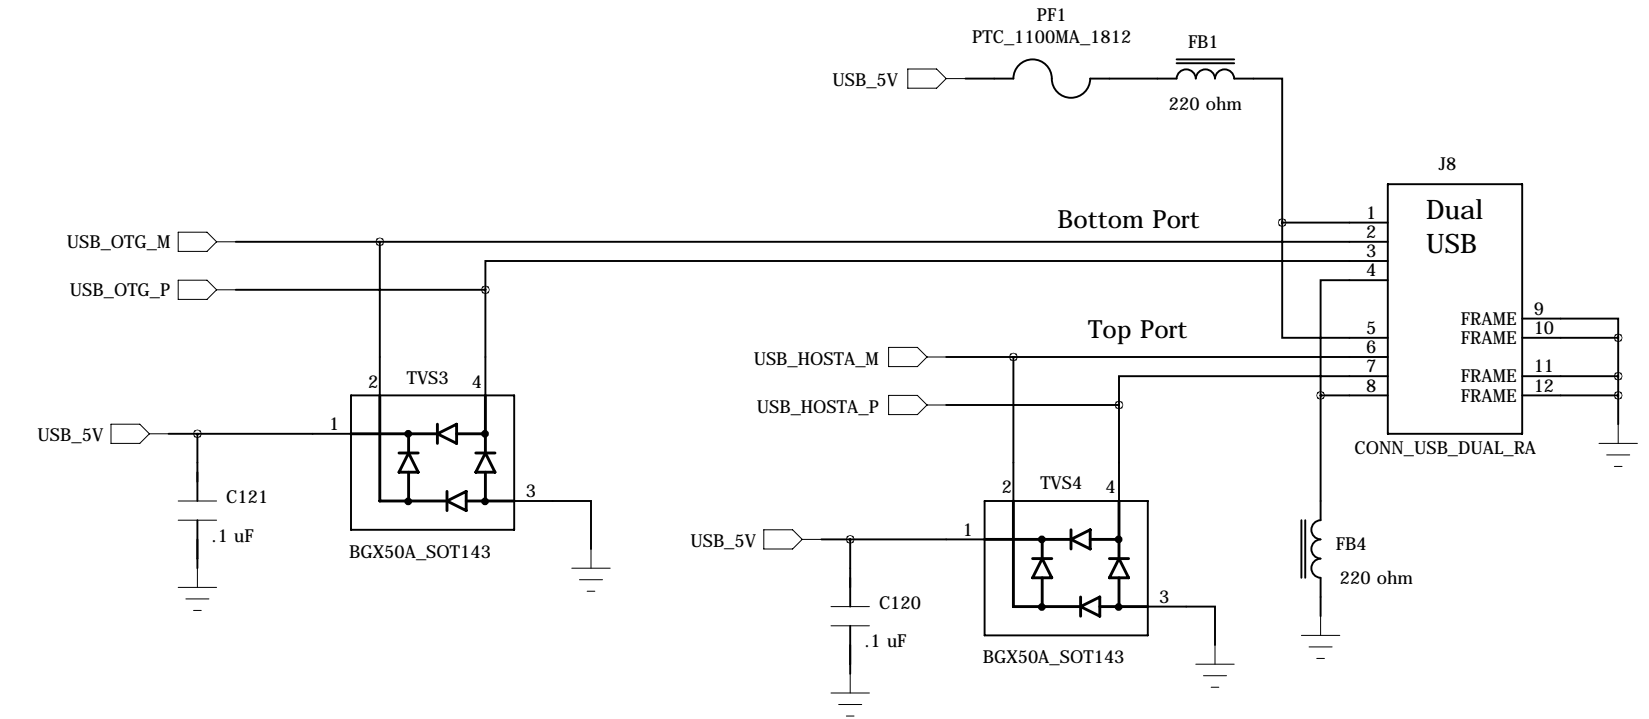 PF1
PTC_1100MA_1812
FB1
USB_5V
220 ohm
J8
Dual
USB
Bottom Port
1
2
3
4
USB_OTG_M
USB_OTG_P
FRAME 9
FRAME 10
Top Port
5
6
7
8
USB_HOSTA_M
USB_HOSTA_P
FRAME 11
FRAME 12
CONN_USB_DUAL_RA
2
TVS3
4
USB_5V
1
3
C121
.1 uF
BGX50A_SOT143
2
TVS4
4
USB_5V
1
3
C120
.1 uF
BGX50A_SOT143
FB4
220 ohm